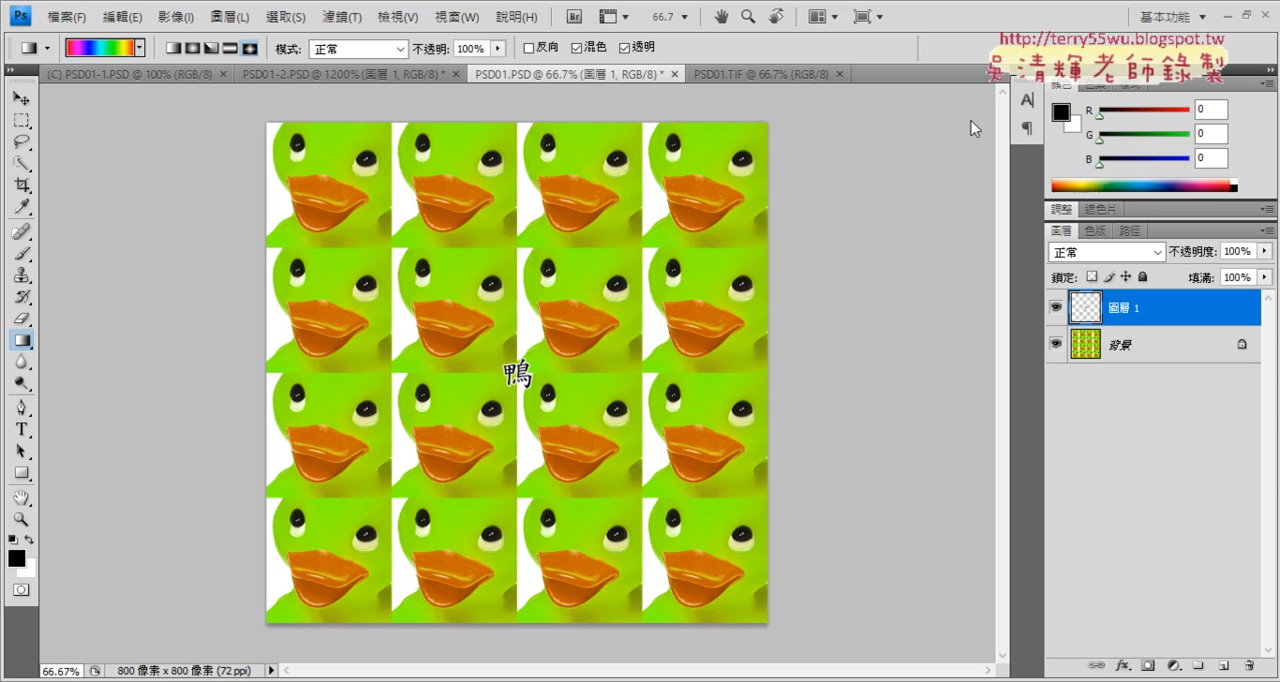 Ps 檔案(F) 編輯(E) 影像(I) 圖層(L) 選取(S) 濾鏡(T) 檢視(V) 視窗(W) 說明(H) Br 66.7 基本功能
http://terry55wu.blogspot.tw
模式: 正常 不透明: 100% 反向 混色 透明
吳清輝老師錄製
(C) PSD01-1.PSD @ 100% (RGB/8) PSD01-2.PSD @ 1200% (圖層 1, RGB/8) * PSD01.PSD @ 66.7% (圖層 1, RGB/8) * PSD01.TIF @ 66.7% (RGB/8)
R 0
G 0
B 0
調整 遮色片
圖層 色版 路徑
正常 不透明度: 100%
鎖定: 填滿: 100%
圖層 1
背景
鴨
66.67% 800 像素 x 800 像素 (72 ppi)